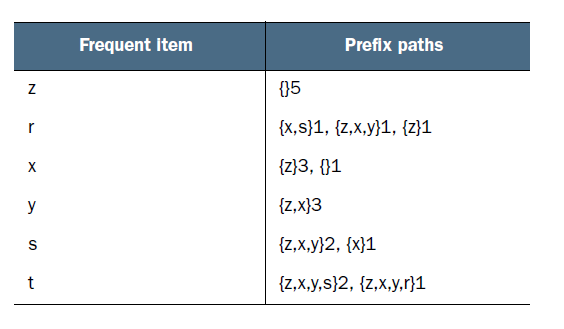 Frequent item Prefix paths
z {}5
r {x,s}1, {z,x,y}1, {z}1
x {z}3, {}1
y {z,x}3
s {z,x,y}2, {x}1
t {z,x,y,s}2, {z,x,y,r}1